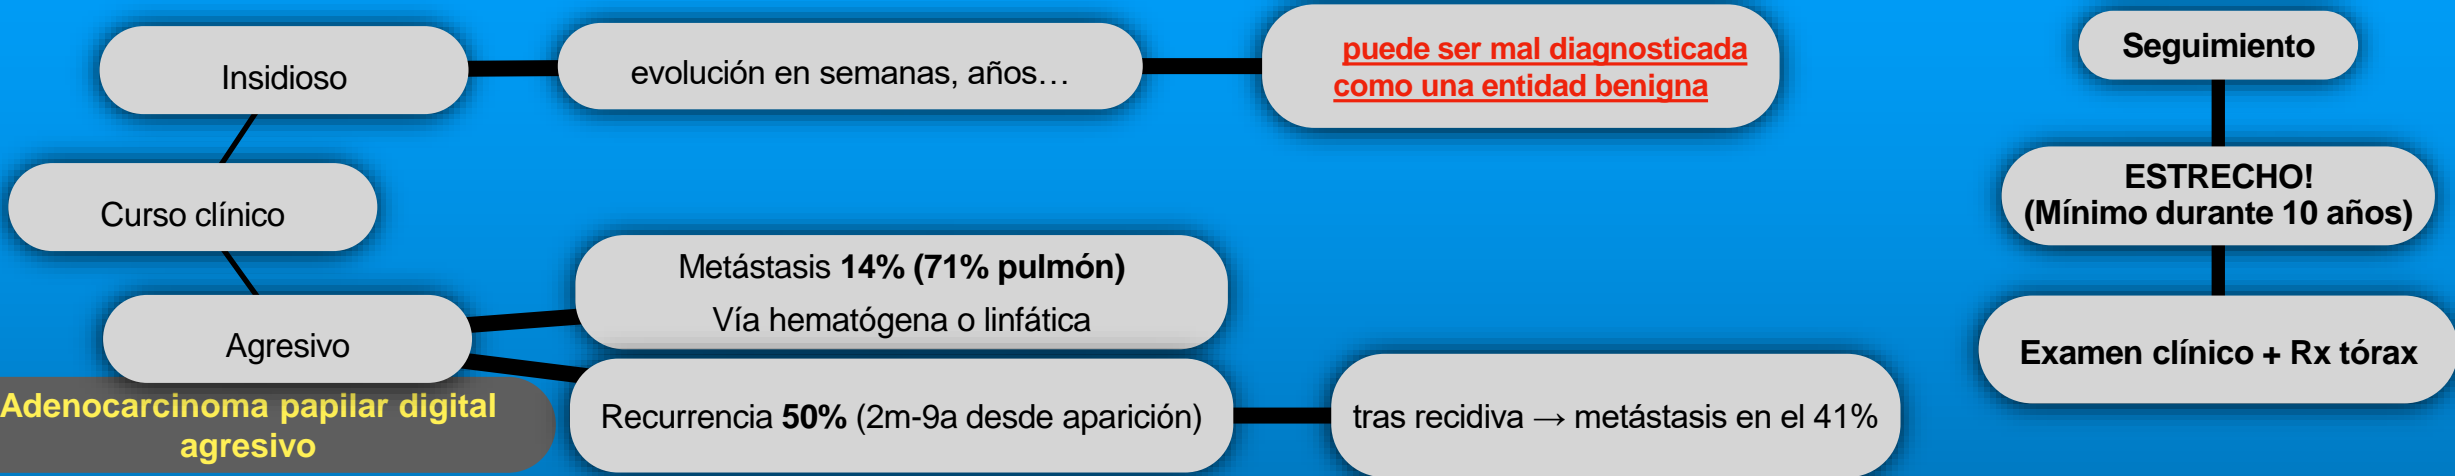 Insidioso
evolución en semanas, años…
puede ser mal diagnosticada
como una entidad benigna
Curso clínico
Agresivo
Metástasis 14% (71% pulmón)
Vía hematógena o linfática
Recurrencia 50% (2m-9a desde aparición)
tras recidiva → metástasis en el 41%
Adenocarcinoma papilar digital
agresivo
Seguimiento
ESTRECHO!
(Mínimo durante 10 años)
Examen clínico + Rx tórax